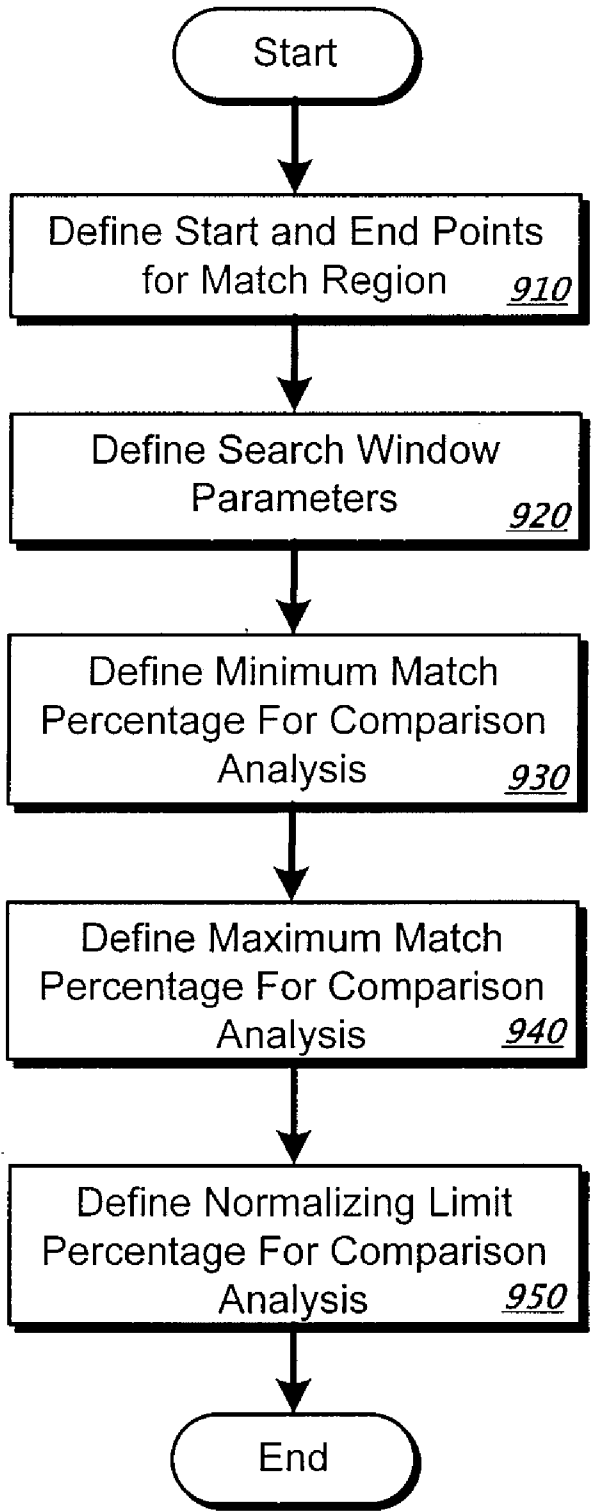 Start
Define Start and End Points
for Match Region
910
Define Search Window
Parameters
920
Define Minimum Match
Percentage For Comparison
Analysis
930
Define Maximum Match
Percentage For Comparison
Analysis
940
Define Normalizing Limit
Percentage For Comparison
Analysis
950
End